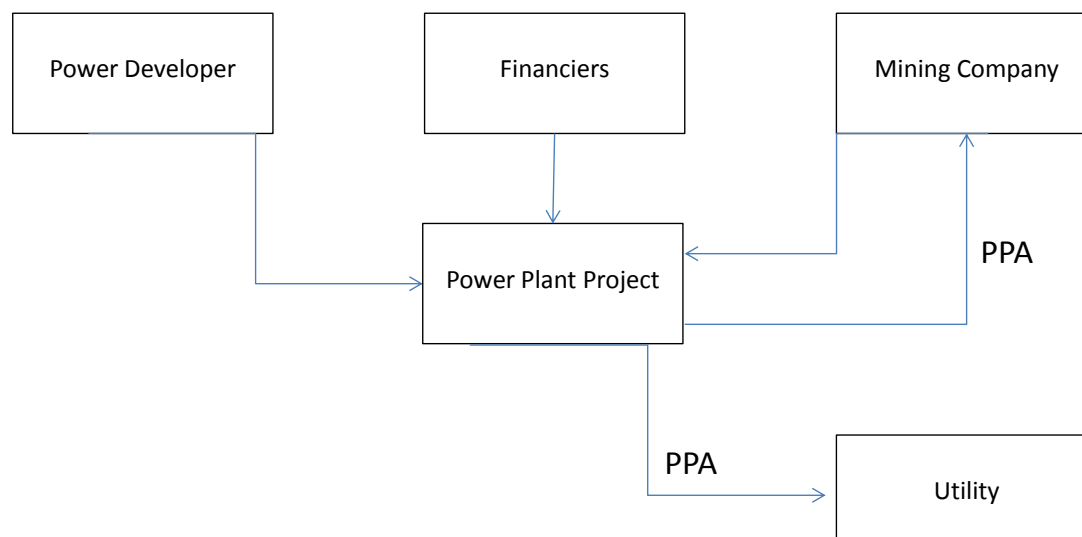 Power Developer
Financiers
Mining Company
Power Plant Project
PPA
PPA
Utility